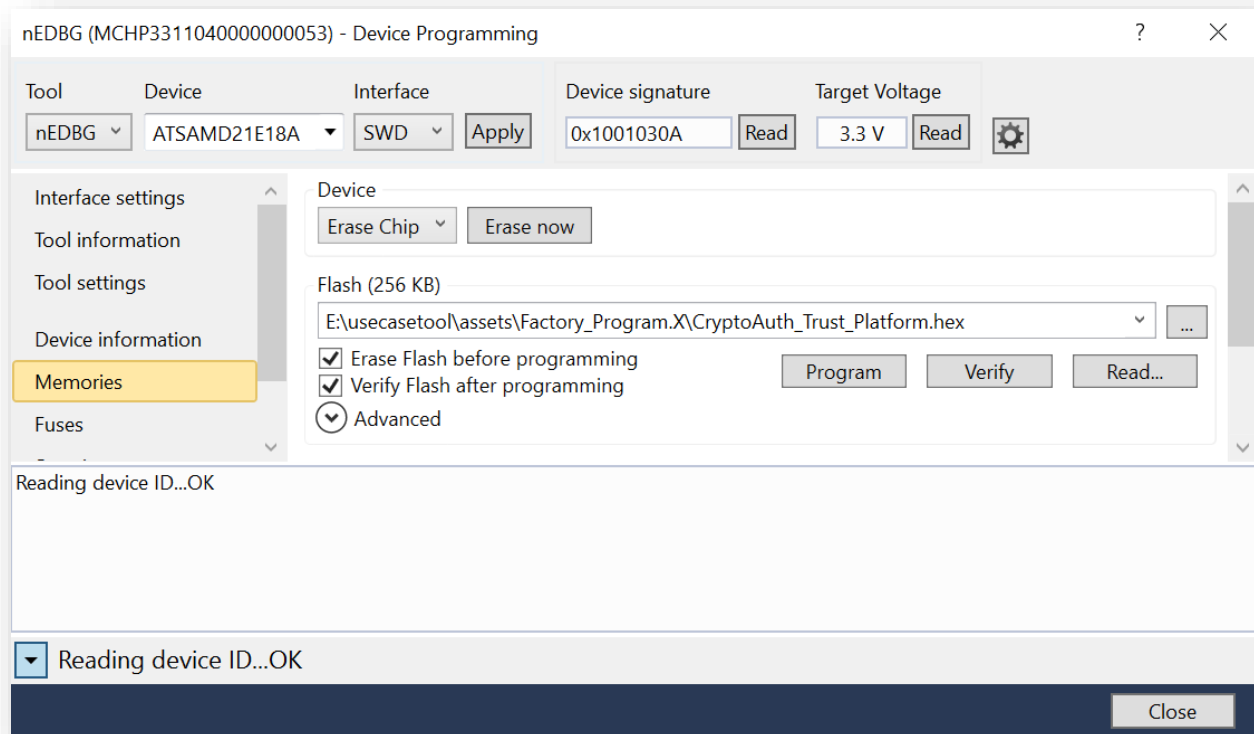 nEDBG (MCHP3311040000000053) - Device Programming ?
Tool Device Interface Device signature Target Voltage
nEDBG ATSAMD21E18A SWD Apply 0x1001030A Read 3.3 V Read
Interface settings
Tool information
Tool settings
Device information
Memories
Fuses
Device
Erase Chip Erase now
Flash (256 KB)
E:\usecasetool\assets\Factory_Program.X\CryptoAuth_Trust_Platform.hex ...
Erase Flash before programming
Verify Flash after programming
Program Verify Read...
Advanced
Reading device ID...OK
Reading device ID...OK
Close